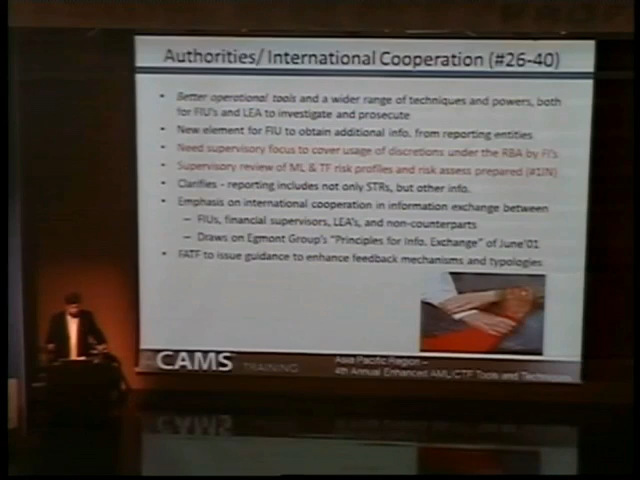 Authorities/ International Cooperation (#26-40)
• Better operational tools and a wider range of techniques and powers, both
for FIU's and LEA to investigate and prosecute
• New element for FIU to obtain additional info. from reporting entities
• Need supervisory focus to cover usage of discretions under the RBA by FI's
• Supervisory review of ML & TF risk profiles and risk assess prepared (#1IN)
• Clarifies - reporting includes not only STRs, but other info.
• Emphasis on international cooperation in information exchange between
– FIUs, financial supervisors, LEA's, and non-counterparts
– Draws on Egmont Group's "Principles for Info. Exchange" of June'01
• FATF to issue guidance to enhance feedback mechanisms and typologies
ACAMS TRAINING
Asia Pacific Region –
4th Annual Enhanced AML/CTF Tools and Techniques